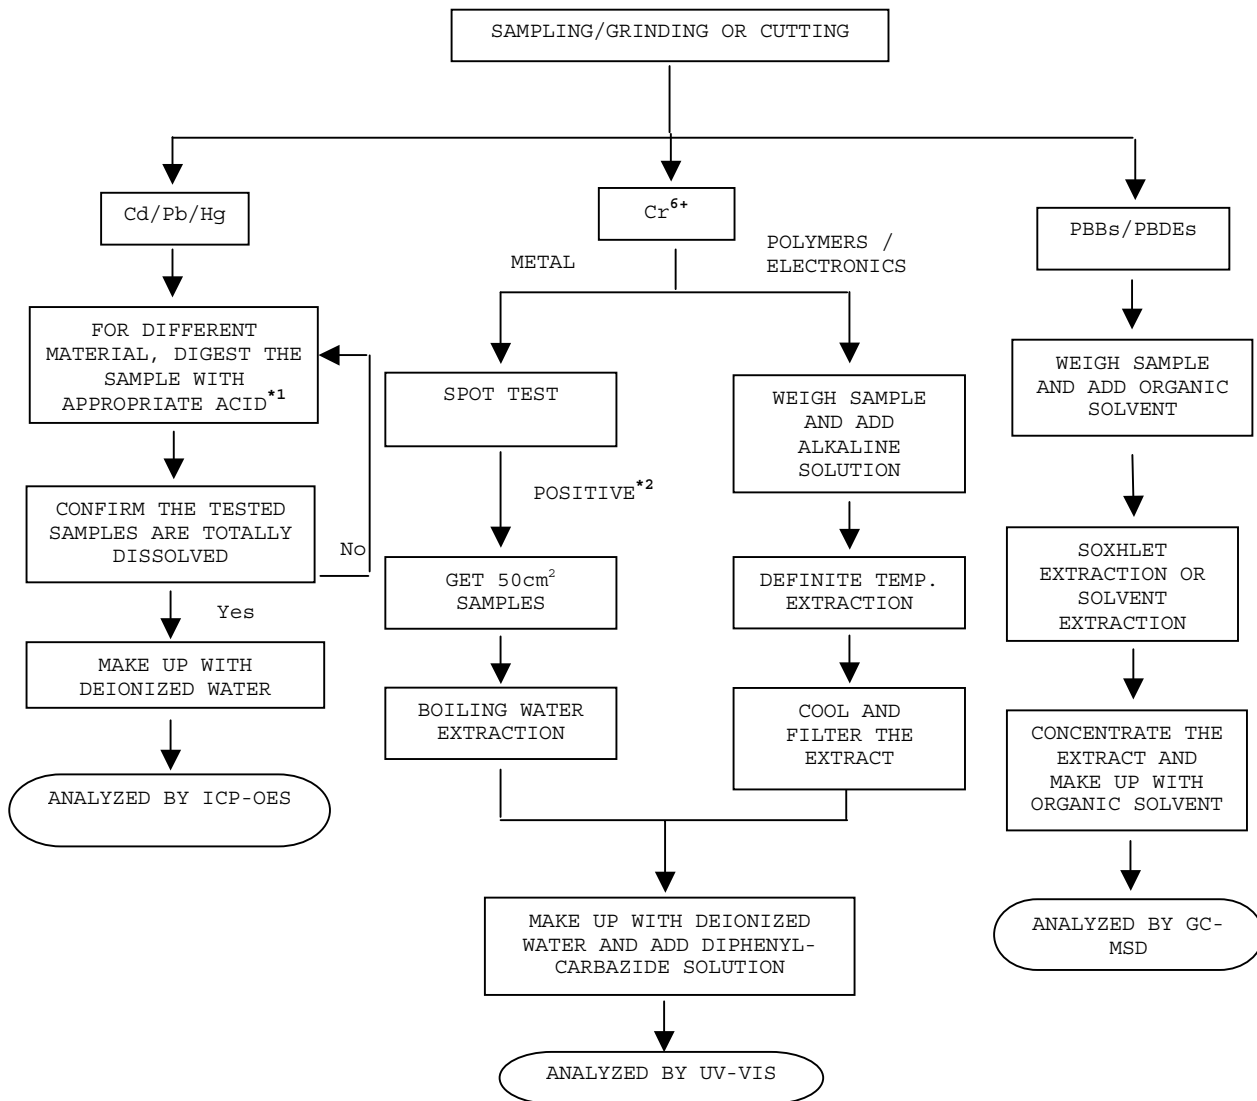 SAMPLING/GRINDING OR CUTTING
Cd/Pb/Hg
Cr6+
PBBs/PBDEs
METAL
POLYMERS /
ELECTRONICS
FOR DIFFERENT
MATERIAL, DIGEST THE
SAMPLE WITH
APPROPRIATE ACID*1
SPOT TEST
WEIGH SAMPLE
AND ADD
ALKALINE
SOLUTION
WEIGH SAMPLE
AND ADD ORGANIC
SOLVENT
CONFIRM THE TESTED
SAMPLES ARE TOTALLY
DISSOLVED
No
POSITIVE*2
Yes
GET 50cm2
SAMPLES
DEFINITE TEMP.
EXTRACTION
SOXHLET
EXTRACTION OR
SOLVENT
EXTRACTION
MAKE UP WITH
DEIONIZED WATER
BOILING WATER
EXTRACTION
COOL AND
FILTER THE
EXTRACT
CONCENTRATE THE
EXTRACT AND
MAKE UP WITH
ORGANIC SOLVENT
ANALYZED BY ICP-OES
MAKE UP WITH DEIONIZED
WATER AND ADD DIPHENYL-
CARBAZIDE SOLUTION
ANALYZED BY GC-
MSD
ANALYZED BY UV-VIS